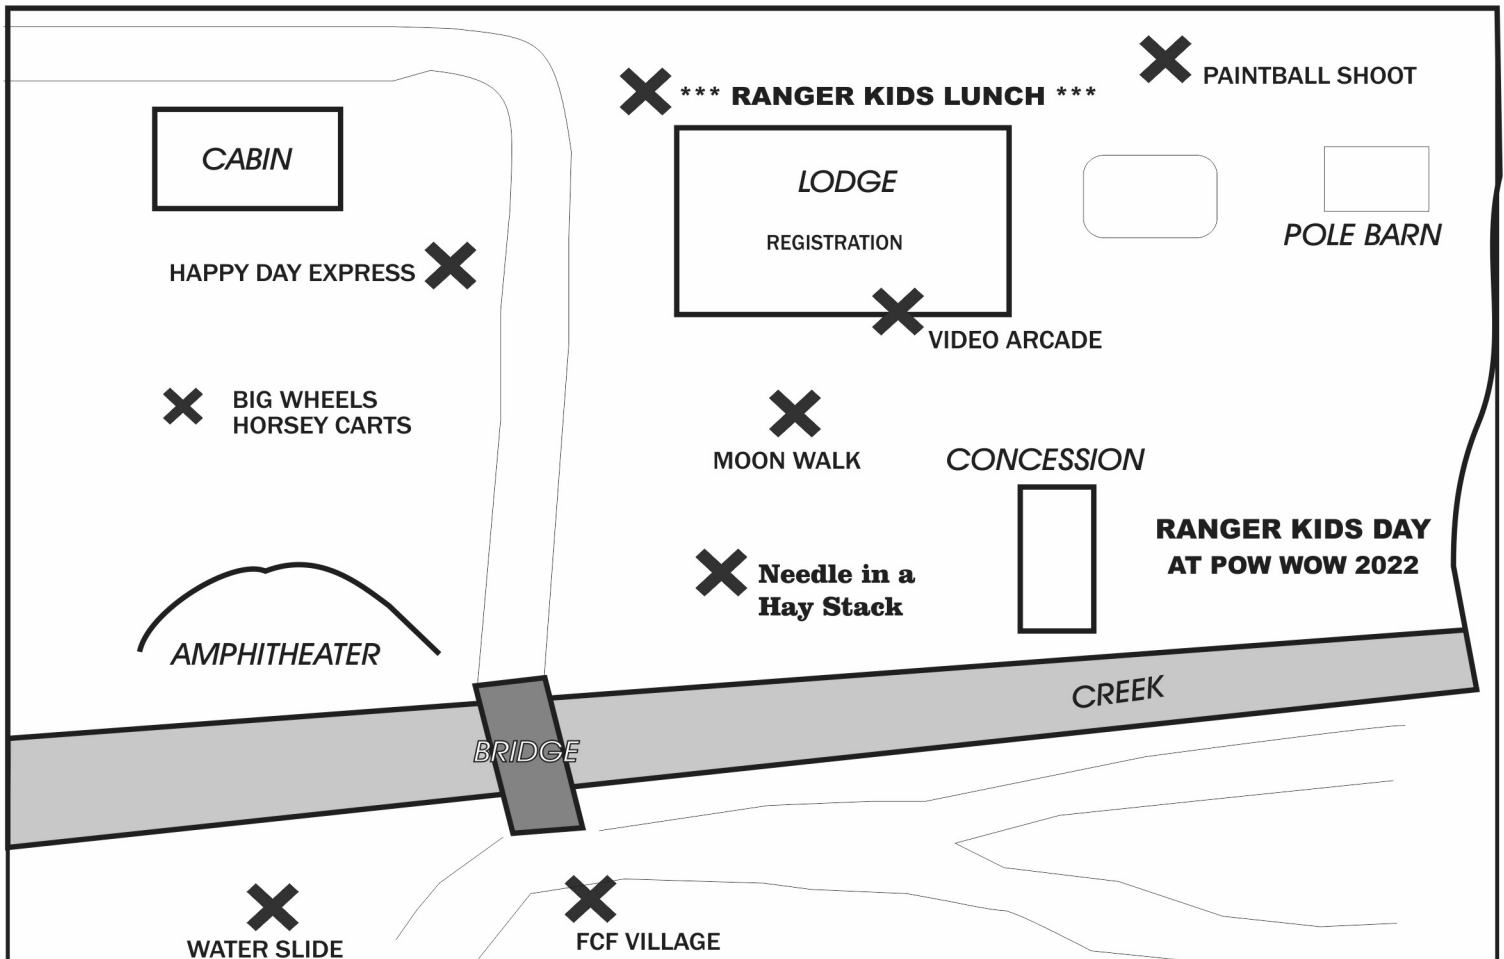 PAINTBALL SHOOT
*** RANGER KIDS LUNCH ***
CABIN
LODGE
REGISTRATION
POLE BARN
HAPPY DAY EXPRESS
VIDEO ARCADE
BIG WHEELS
HORSEY CARTS
MOON WALK
CONCESSION
RANGER KIDS DAY
AT POW WOW 2022
Needle in a
Hay Stack
AMPHITHEATER
CREEK
BRIDGE
WATER SLIDE
FCF VILLAGE